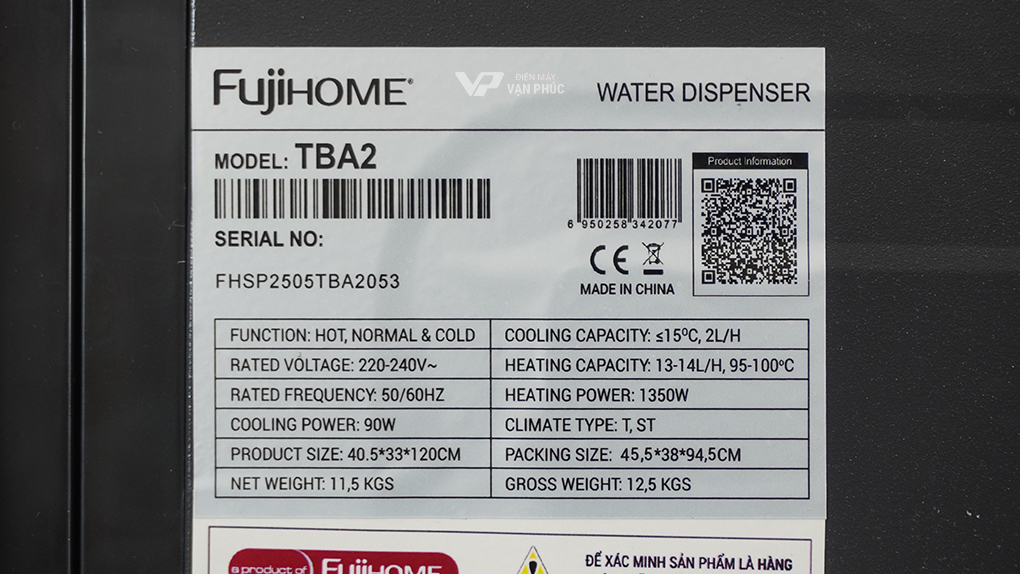 FUJIHOME®
ĐIỆN MÁY
VẠN PHÚC
WATER DISPENSER
MODEL: TBA2
SERIAL NO:
FHSP2505TBA2053
6 950258 342077
MADE IN CHINA
Product Information
FUNCTION: HOT, NORMAL & COLD
COOLING CAPACITY: ≤15ºC, 2L/H
RATED VOLTAGE: 220-240V~
HEATING CAPACITY: 13-14L/H, 95-100ºC
RATED FREQUENCY: 50/60HZ
HEATING POWER: 1350W
COOLING POWER: 90W
CLIMATE TYPE: T, ST
PRODUCT SIZE: 40.5*33*120CM
PACKING SIZE: 45,5*38*94,5CM
NET WEIGHT: 11,5 KGS
GROSS WEIGHT: 12,5 KGS
a product of FUJIHOME
ĐỂ XÁC MINH SẢN PHẨM LÀ HÀNG